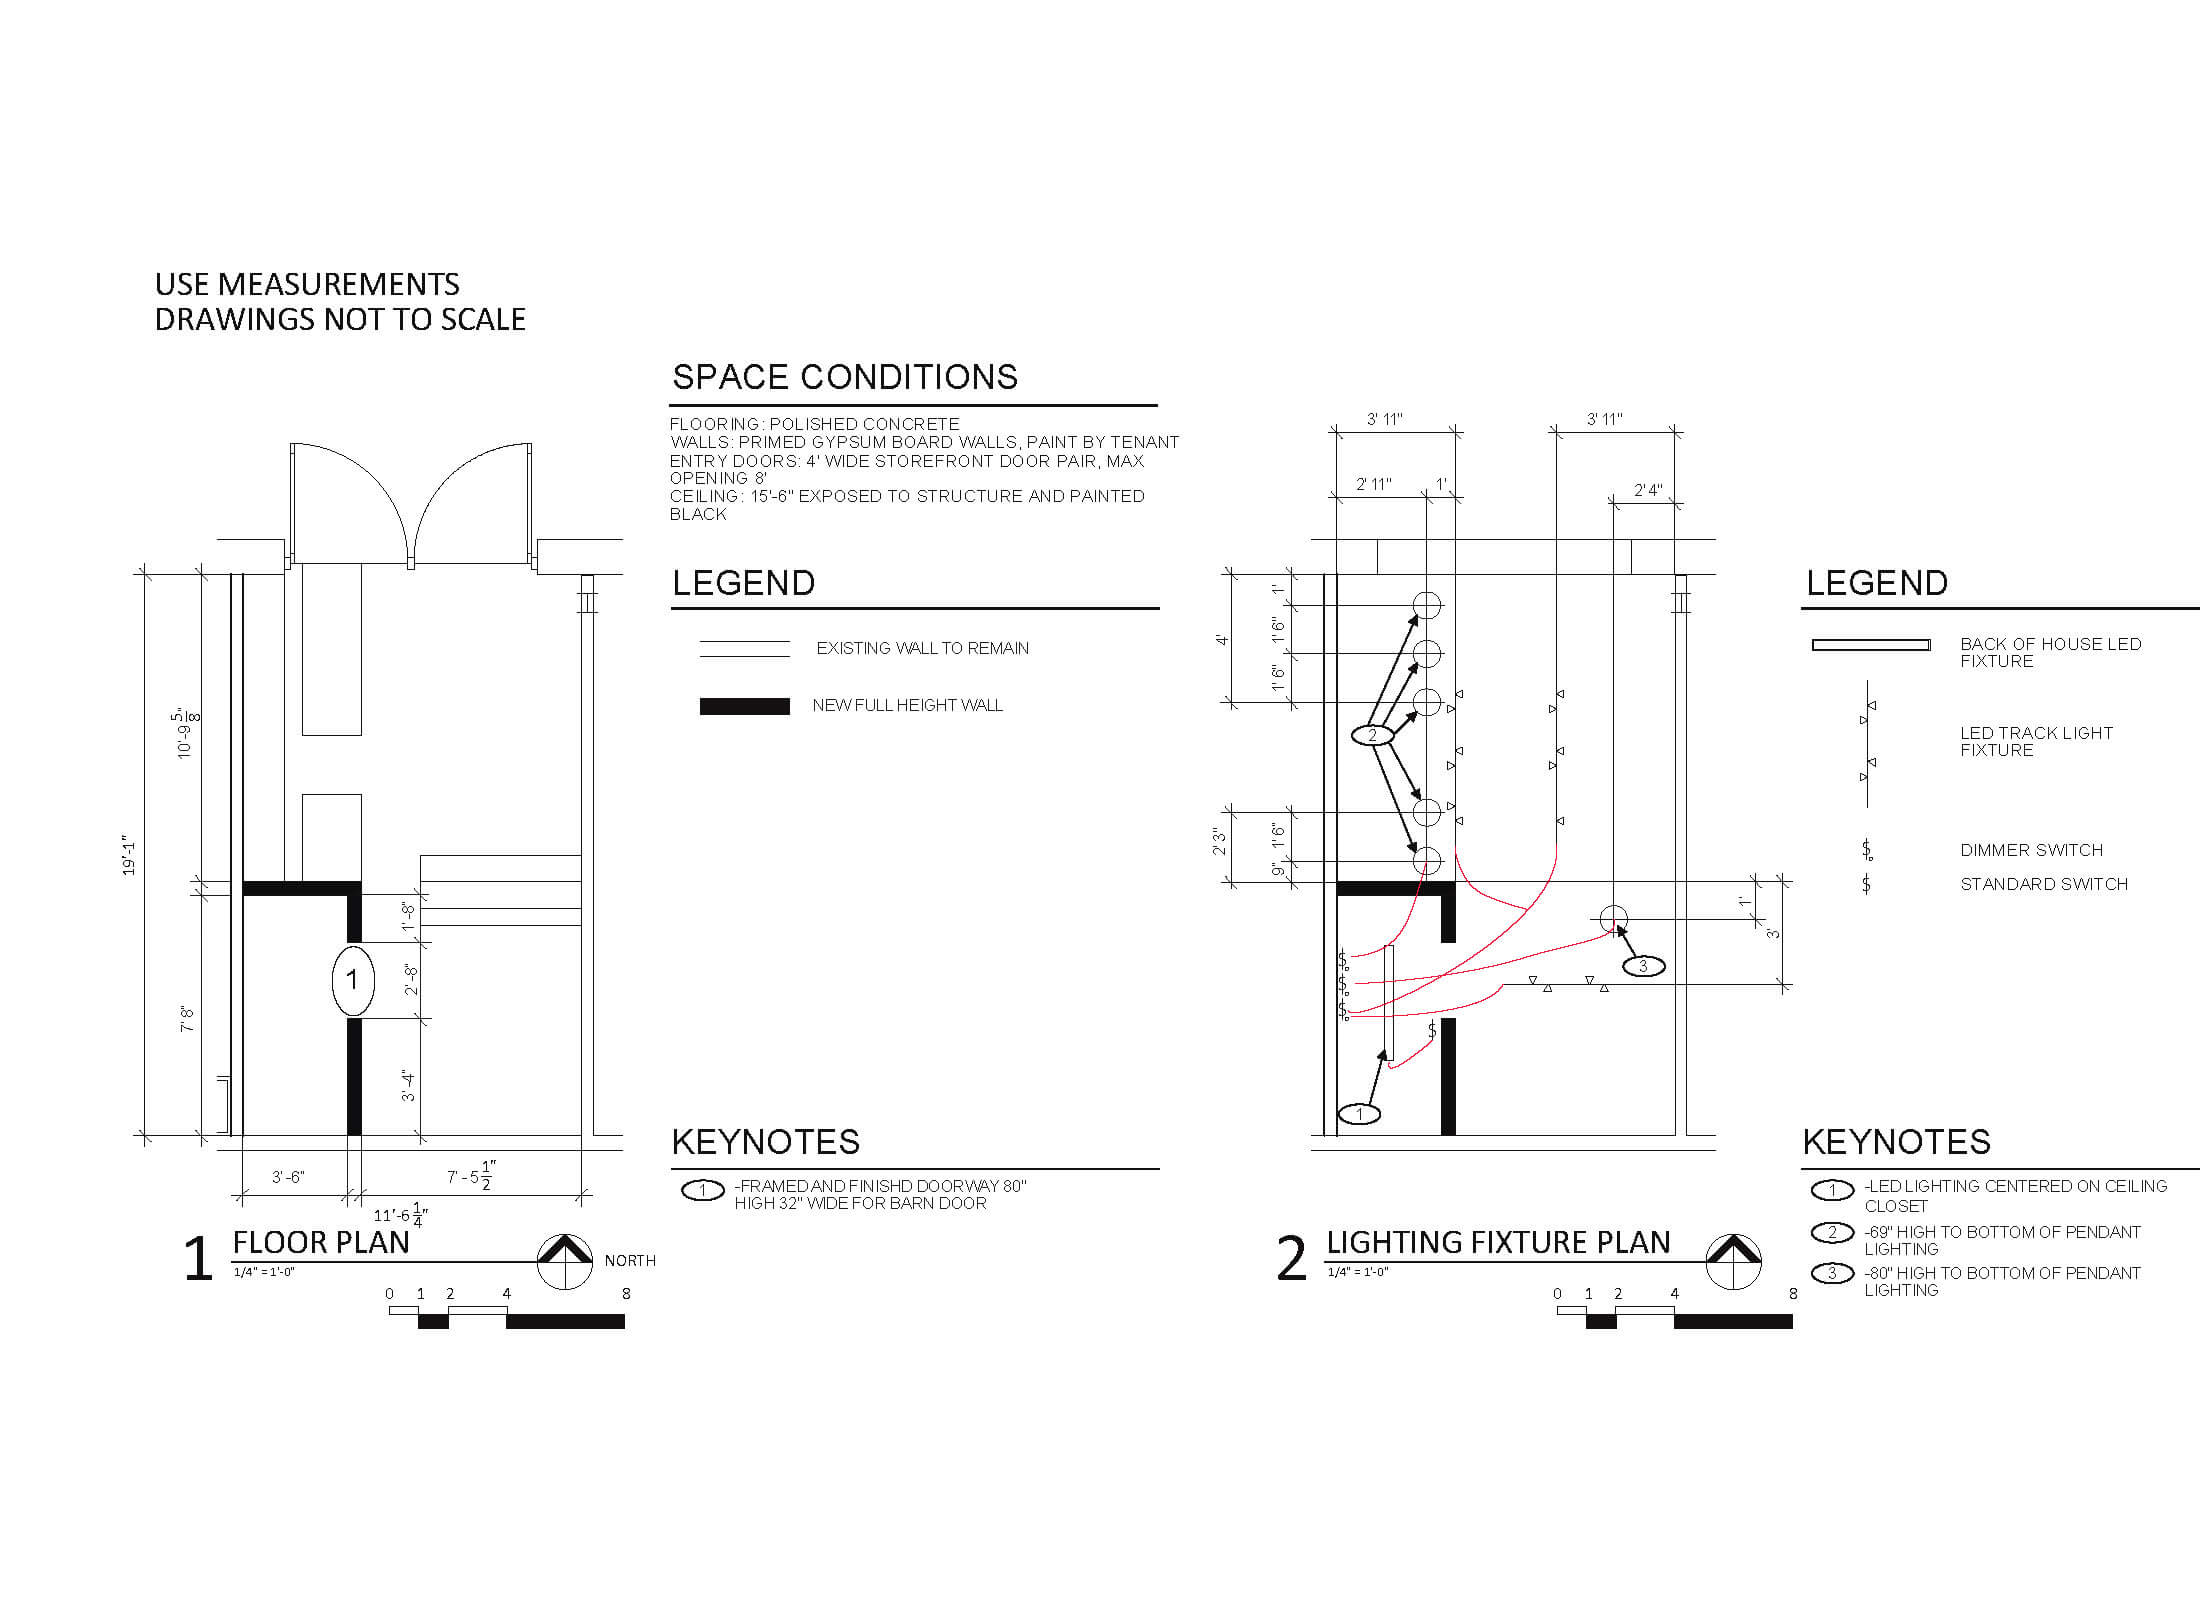 USE MEASUREMENTS
DRAWINGS NOT TO SCALE
SPACE CONDITIONS
FLOORING: POLISHED CONCRETE
WALLS: PRIMED GYPSUM BOARD WALLS, PAINT BY TENANT
ENTRY DOORS: 4' WIDE STOREFRONT DOOR PAIR, MAX
OPENING 8'
CEILING: 15'-6" EXPOSED TO STRUCTURE AND PAINTED
BLACK
LEGEND
EXISTING WALL TO REMAIN
NEW FULL HEIGHT WALL
19'-1"
10'-9 5/8"
7' 8"
1'-8"
2'-8"
3'-4"
1
3'-6"
7'-5 1/2"
11'-6 1/4"
KEYNOTES
1 -FRAMED AND FINISHD DOORWAY 80"
HIGH 32" WIDE FOR BARN DOOR
1 FLOOR PLAN
1/4" = 1'-0"
NORTH
0 1 2 4 8
3' 11"
3' 11"
2' 11"
1'
2' 4"
4'
1'
1' 6"
1' 6"
2' 3"
1' 6"
9"
2
1'
3'
3
$
$
$
$
1
LEGEND
BACK OF HOUSE LED
FIXTURE
LED TRACK LIGHT
FIXTURE
$ DIMMER SWITCH
$ STANDARD SWITCH
KEYNOTES
1 -LED LIGHTING CENTERED ON CEILING
CLOSET
2 -69" HIGH TO BOTTOM OF PENDANT
LIGHTING
3 -80" HIGH TO BOTTOM OF PENDANT
LIGHTING
2 LIGHTING FIXTURE PLAN
1/4" = 1'-0"
0 1 2 4 8